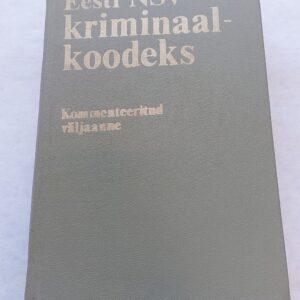 Eesti NSV
kriminaal-
koodeks
Kommenteeritud
väljaanne